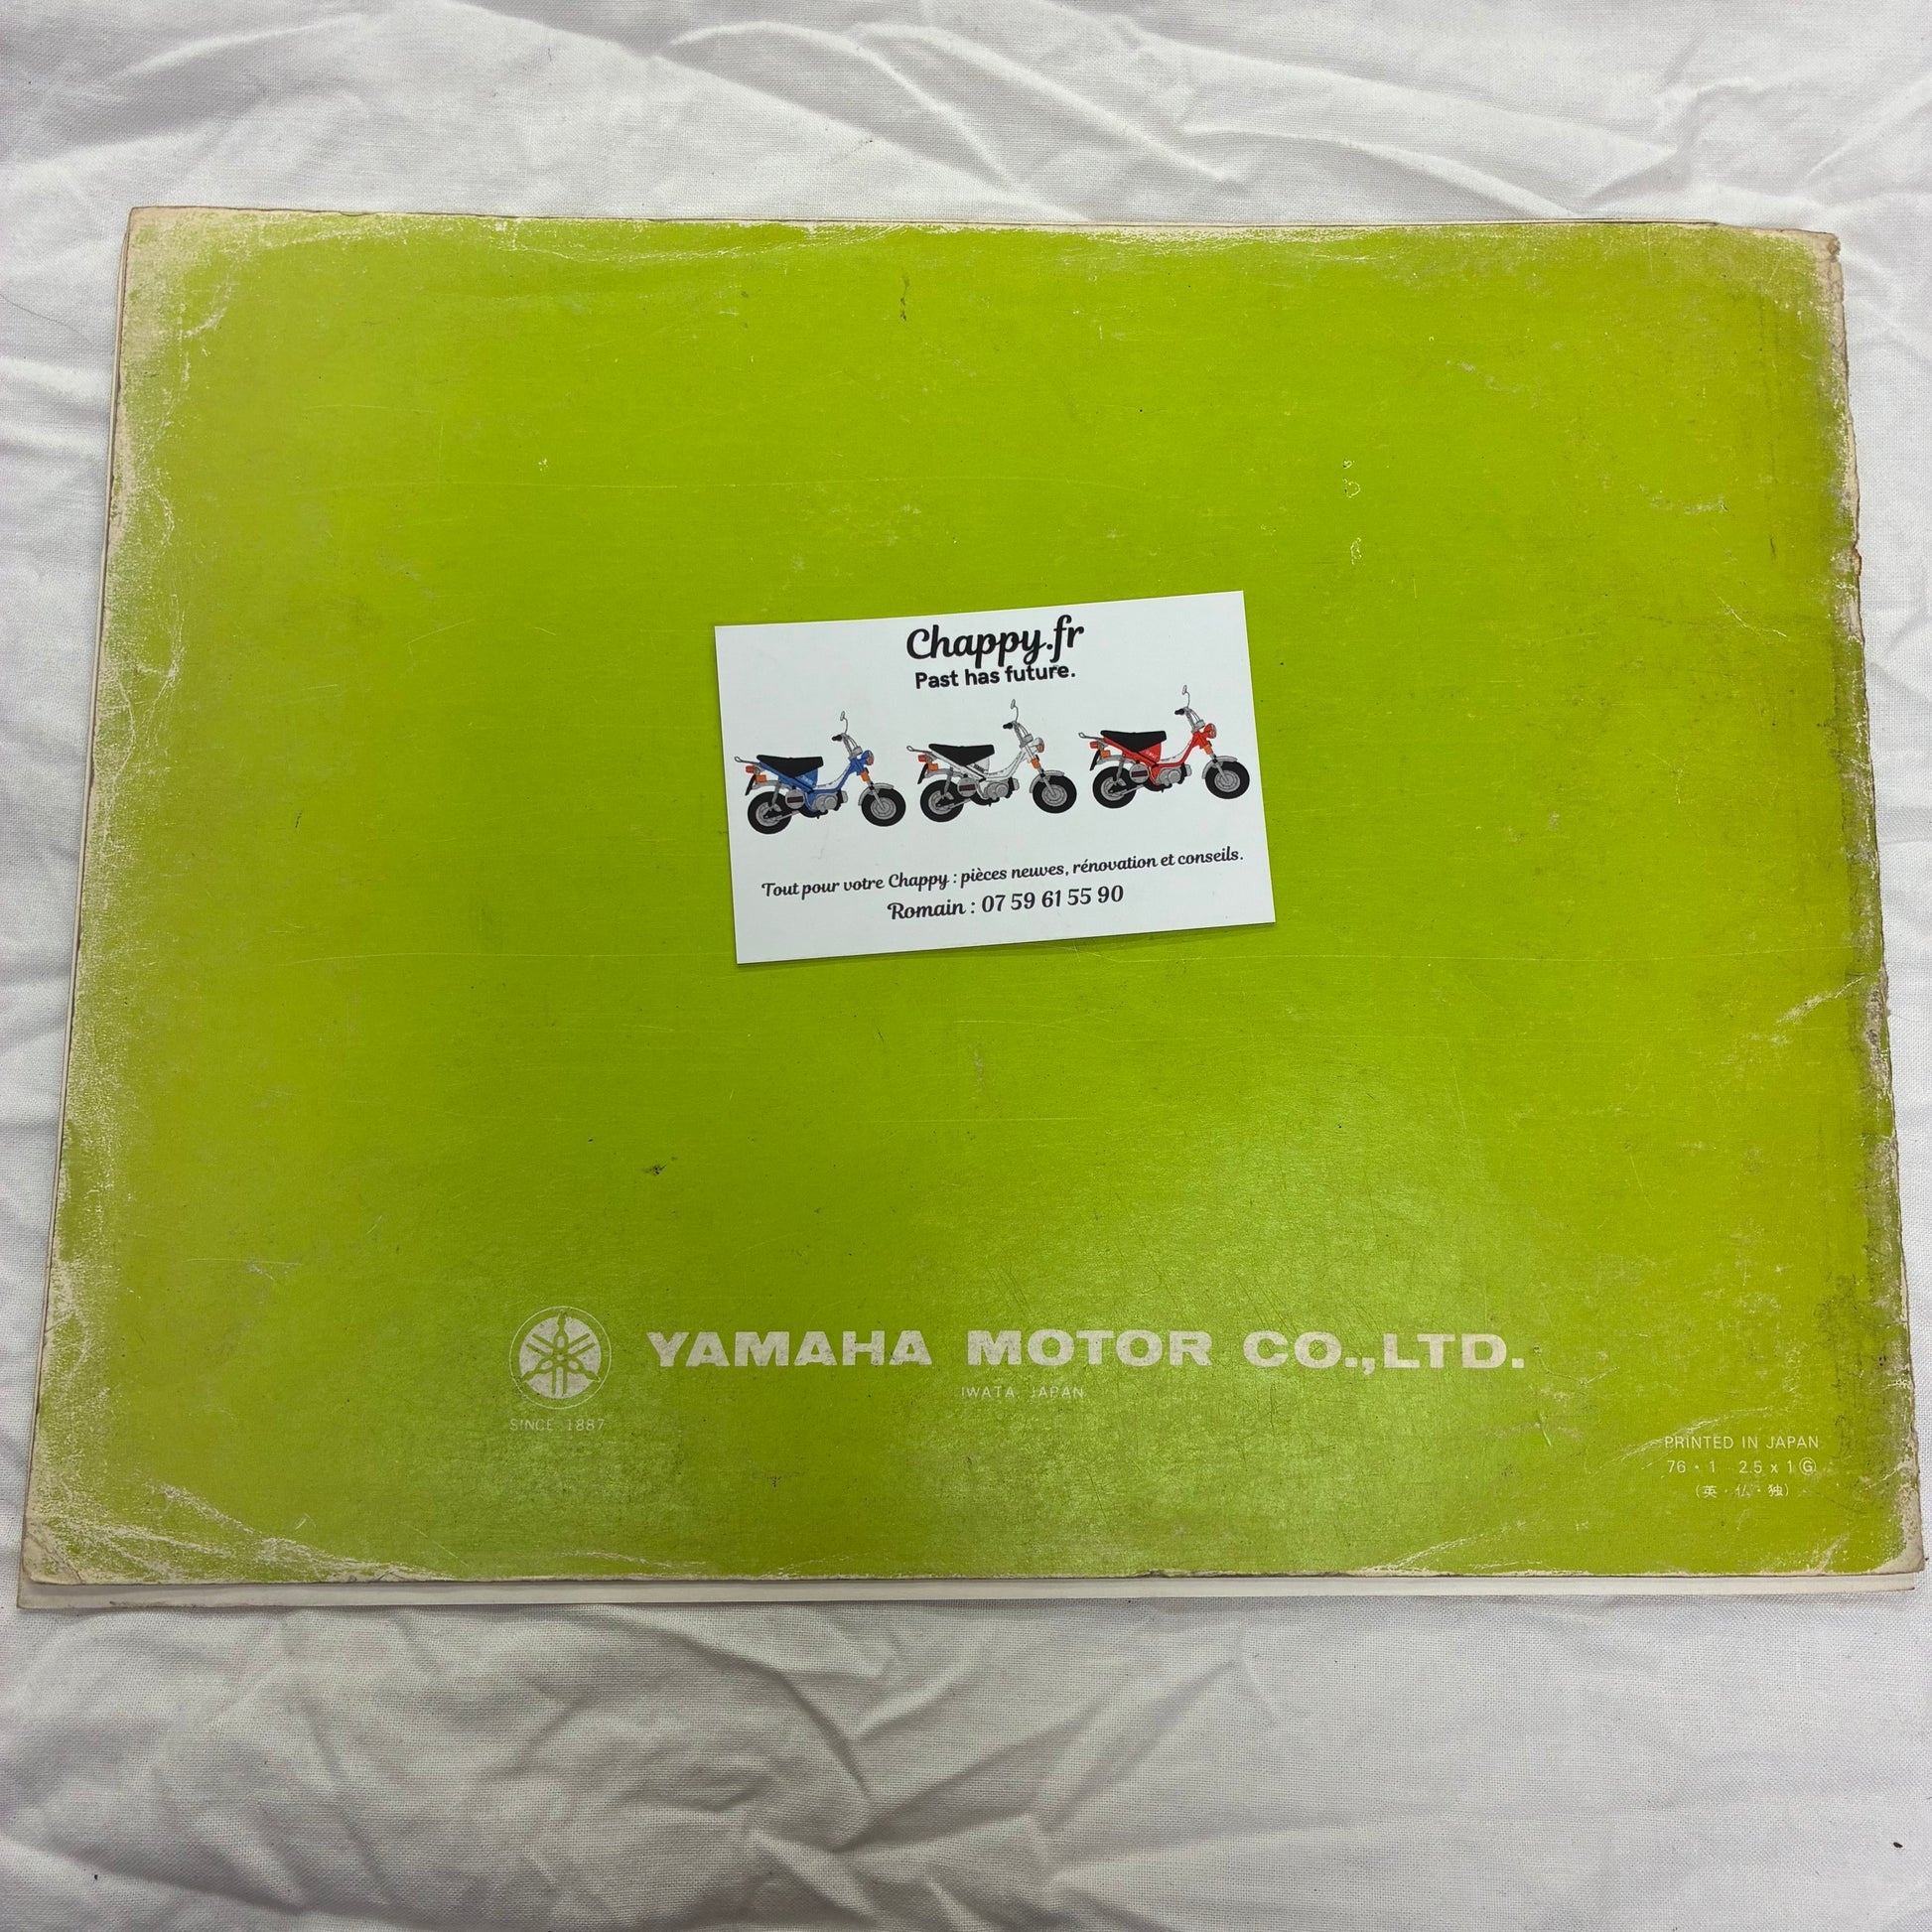 Chappy.fr
Past has future.
Tout pour votre Chappy : pièces neuves, rénovation et conseils.
Romain : 07 59 61 55 90
YAMAHA MOTOR CO.,LTD.
IWATA, JAPAN
SINCE 1887
PRINTED IN JAPAN
76・1 2.5 x 1 Ⓖ
(英・仏・独)